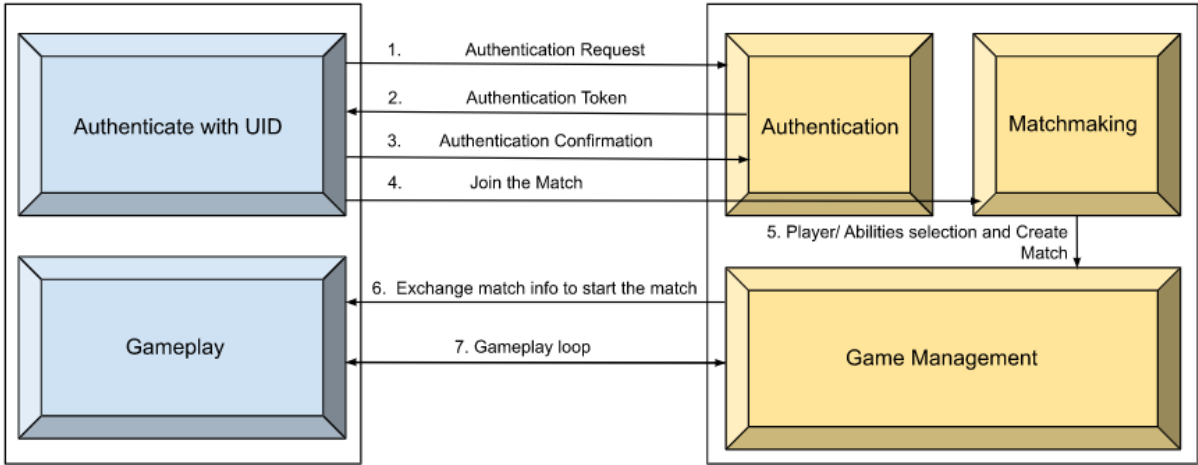 1. Authentication Request
2. Authentication Token
3. Authentication Confirmation
4. Join the Match
Authenticate with UID
Authentication
Matchmaking
5. Player/ Abilities selection and Create
Match
6. Exchange match info to start the match
7. Gameplay loop
Gameplay
Game Management